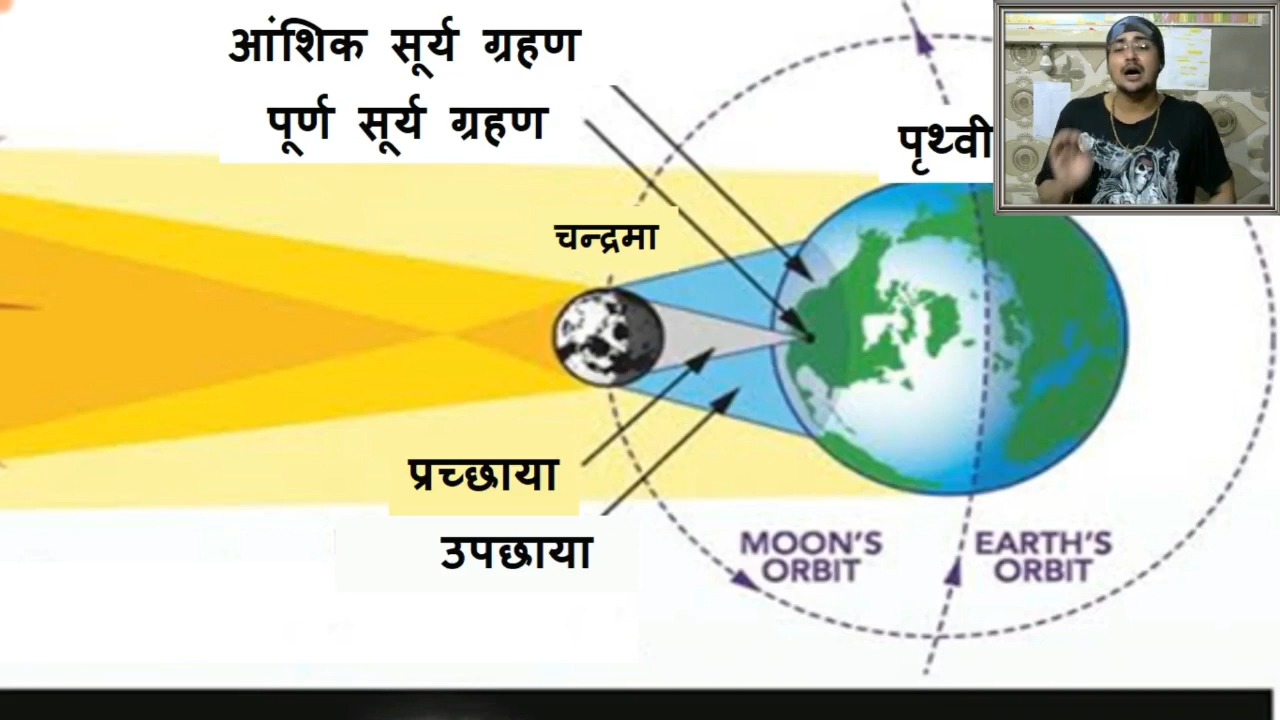 आंशिक सूर्य ग्रहण
पूर्ण सूर्य ग्रहण
पृथ्वी
चन्द्रमा
प्रच्छाया
उपछाया
MOON'S
ORBIT
EARTH'S
ORBIT